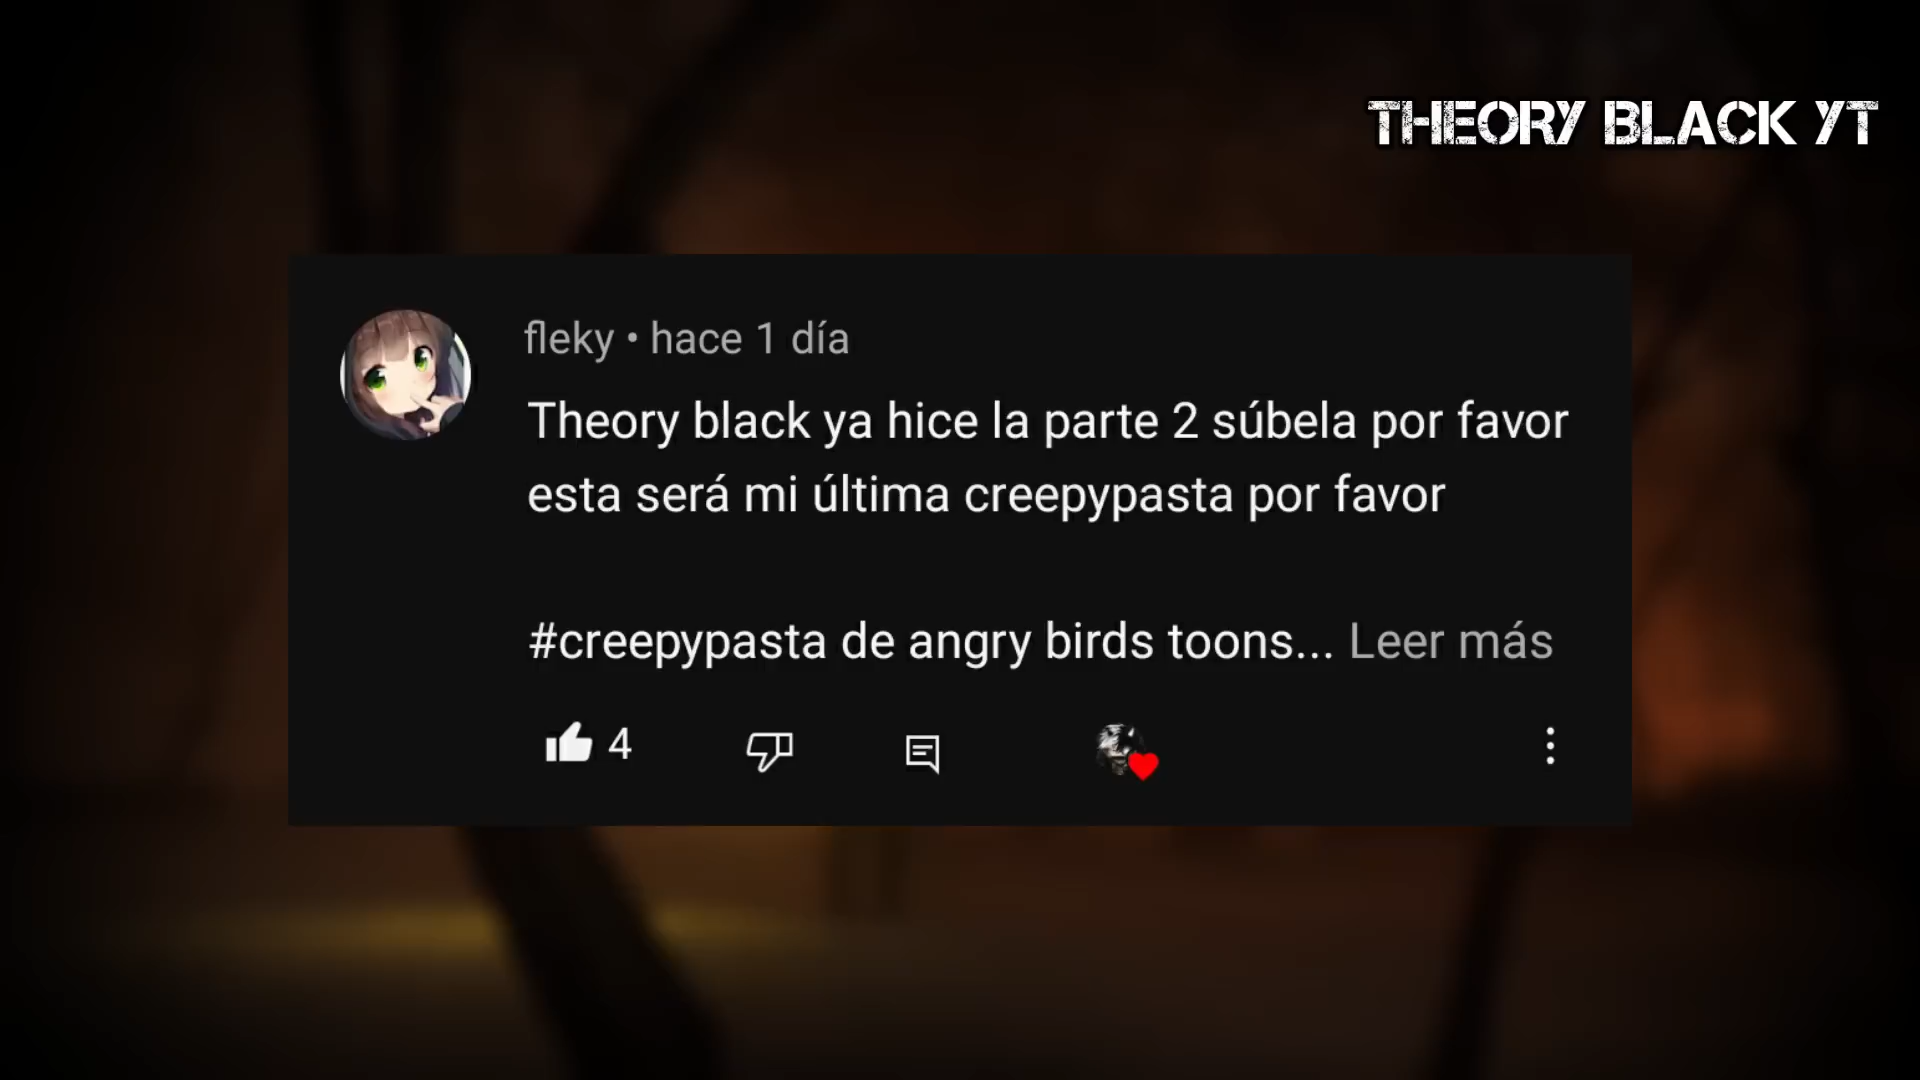 THEORY BLACK YT
fleky • hace 1 día
Theory black ya hice la parte 2 súbela por favor
esta será mi última creepypasta por favor
#creepypasta de angry birds toons... Leer más
4